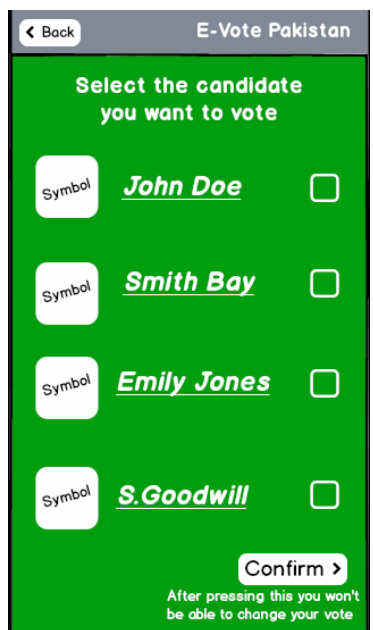 Back
E-Vote Pakistan
Select the candidate
you want to vote
Symbol
John Doe
Symbol
Smith Bay
Symbol
Emily Jones
Symbol
S.Goodwill
Confirm
After pressing this you won't
be able to change your vote